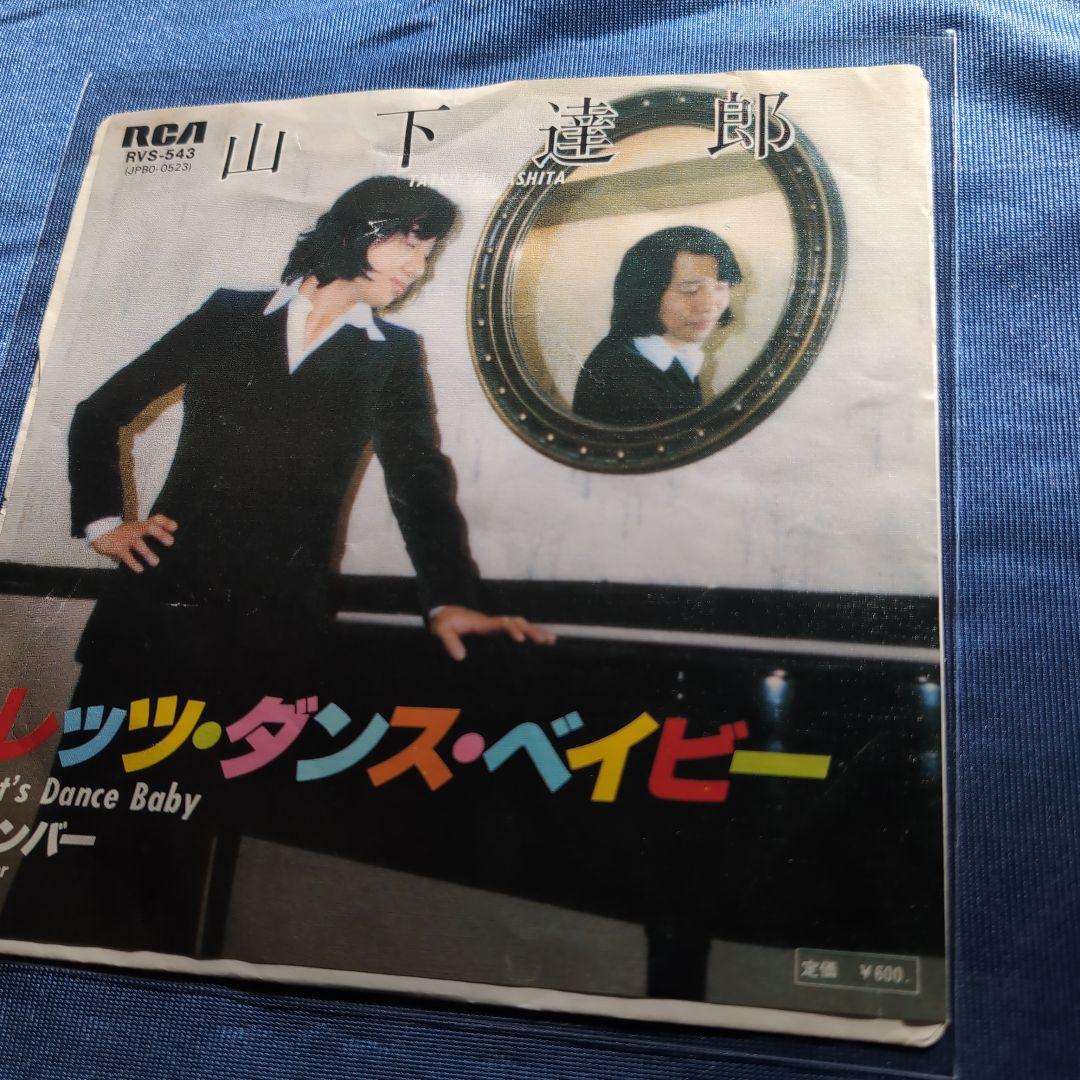 RCA
RVS-543
(JPBO-0523)
山下達郎
レッツ・ダンス・ベイビー
t's Dance Baby
ンバー
r
定価 ¥600.